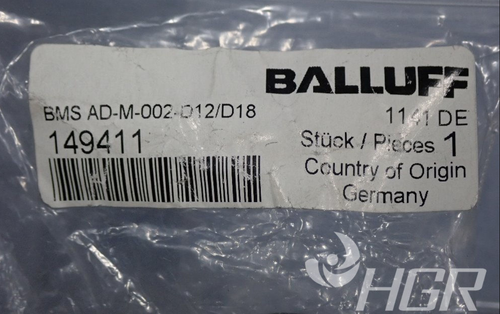 BALLUFF
BMS AD-M-002-D12/D18
1141 DE
149411
Stück / Pieces 1
Country of Origin
Germany
HGR